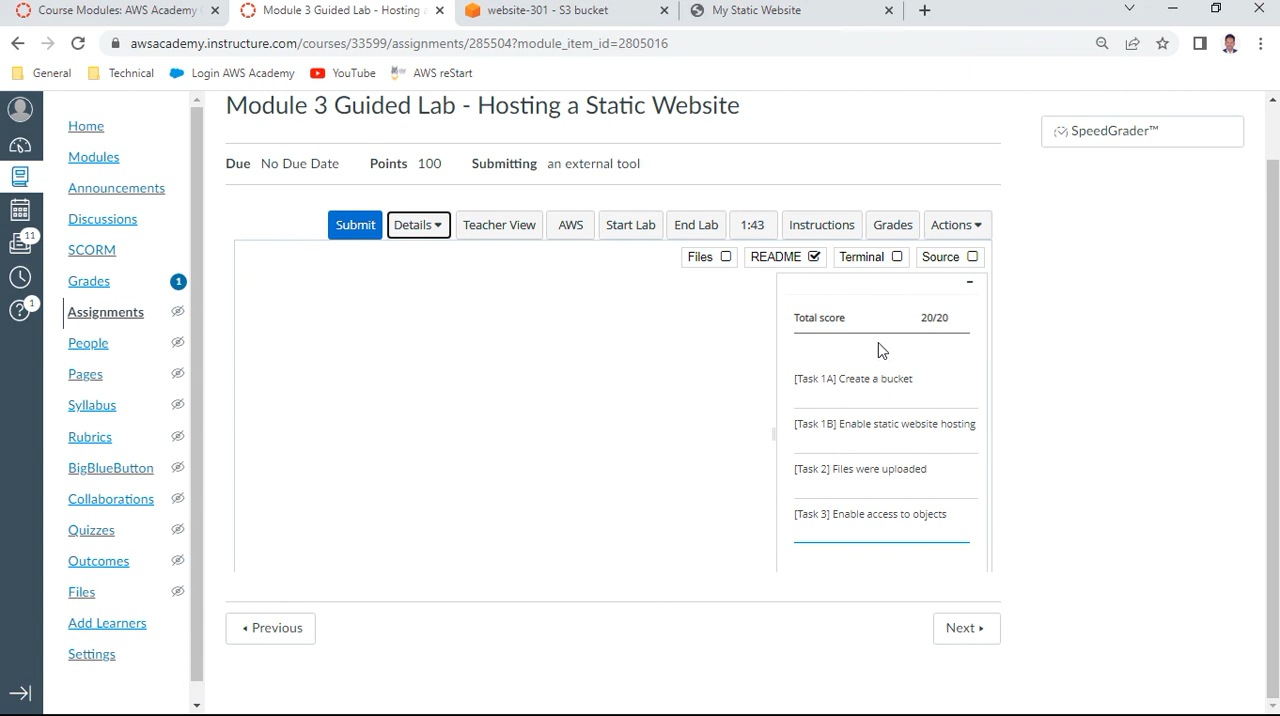 Course Modules: AWS Academy
Module 3 Guided Lab - Hosting a
website-301 - S3 bucket
My Static Website
awsacademy.instructure.com/courses/33599/assignments/285504?module_item_id=2805016
General
Technical
Login AWS Academy
YouTube
AWS reStart
Home
Modules
Announcements
Discussions
SCORM
Grades
1
Assignments
People
Pages
Syllabus
Rubrics
BigBlueButton
Collaborations
Quizzes
Outcomes
Files
Add Learners
Settings
11
1
Module 3 Guided Lab - Hosting a Static Website
Due No Due Date Points 100 Submitting an external tool
SpeedGrader™
Submit Details Teacher View AWS Start Lab End Lab 1:43 Instructions Grades Actions
Files README Terminal Source
Total score 20/20
[Task 1A] Create a bucket
[Task 1B] Enable static website hosting
[Task 2] Files were uploaded
[Task 3] Enable access to objects
Previous
Next